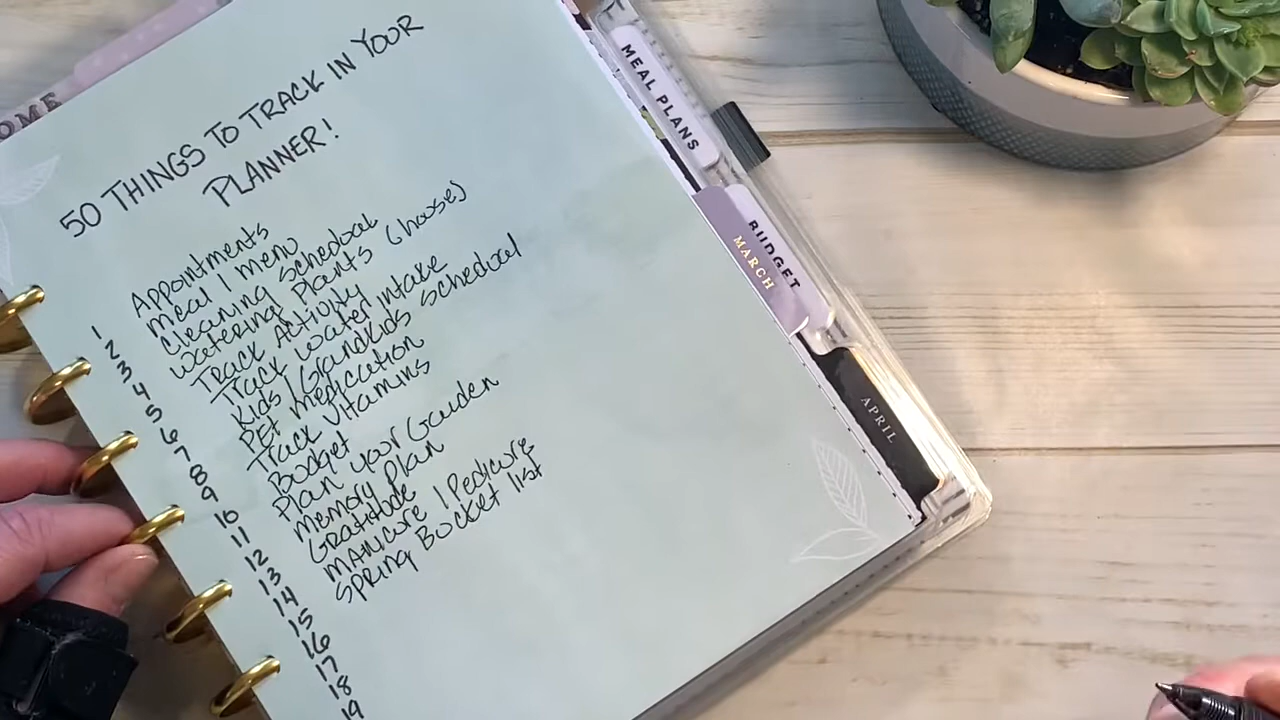 50 THINGS TO TRACK IN YOUR
PLANNER!
1 Appointments
2 Meal / menu
3 Cleaning Schedual
4 Watering Plants (house)
5 Track Activity
6 Track water intake
7 Kids / Grandkids Schedual
8 PEt medication
9 Track vitamins
10 Budget
11 Plan your Garden
12 Memory Plan
13 Gratitude
14 MANicure / Pedicure
15 SPRING Bucket list
16
17
18
19
OME
MEAL PLANS
BUDGET
MARCH
APRIL